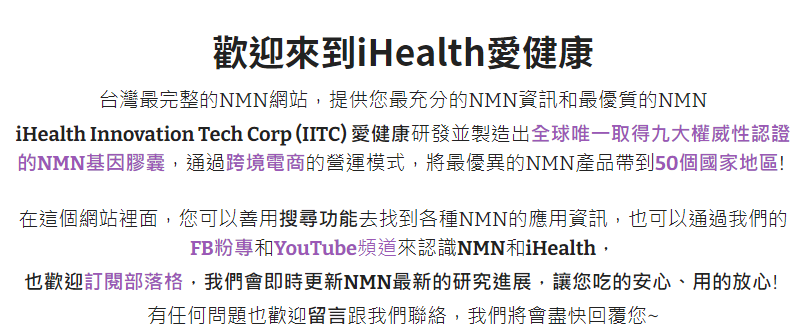 歡迎來到iHealth愛健康
台灣最完整的NMN網站，提供您最充分的NMN資訊和最優質的NMN
iHealth Innovation Tech Corp (IITC) 愛健康研發並製造出全球唯一取得九大權威性認證
的NMN基因膠囊，通過跨境電商的營運模式，將最優異的NMN產品帶到50個國家地區!
在這個網站裡面，您可以善用搜尋功能去找到各種NMN的應用資訊，也可以通過我們的
FB粉專和YouTube頻道來認識NMN和iHealth，
也歡迎訂閱部落格，我們會即時更新NMN最新的研究進展，讓您吃的安心、用的放心!
有任何問題也歡迎留言跟我們聯絡，我們將會盡快回覆您~